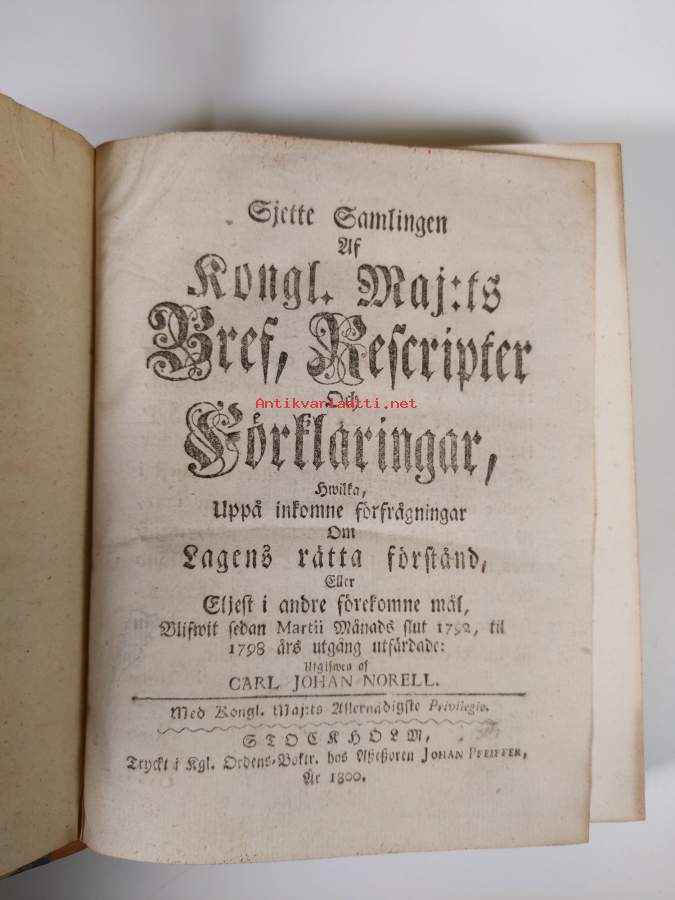 Sjette Samlingen
Af
Kongl. Maj:ts
Bref, Rescripter
Och
Antikvariaatti.net
Förklaringar,
Hwilka,
Uppå inkomne förfrågningar
Om
Lagens rätta förstånd,
Eller
Eljest i andre förekomne mål,
Blifwit sedan Martii Månads slut 1792, til
1798 års utgång utfärdade:
Utgifwen af
CARL JOHAN NORELL.
Med Kongl. Maj:ts Allernådigste Privilegie.
STOCKHOLM,
Tryckt i Kgl. Ordens-Boktr. hos Assessoren JOHAN PFEIFFER,
År 1800.